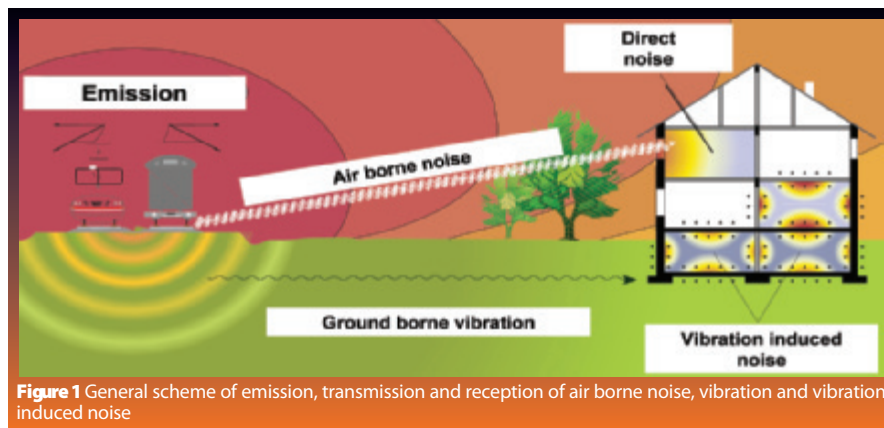 Direct
noise
Emission
Air borne noise
Ground borne vibration
Vibration induced
noise
Figure 1 General scheme of emission, transmission and reception of air borne noise, vibration and vibration
induced noise